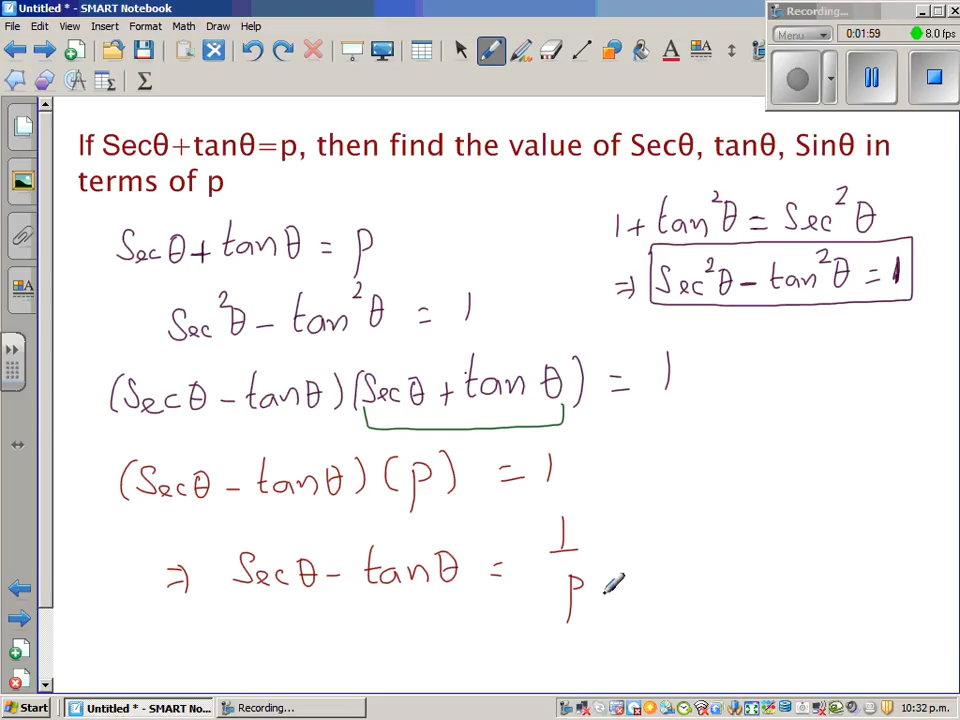 Untitled * - SMART Notebook
Recording...
File Edit View Insert Format Math Draw Help
Menu 0:01:59 8.0 fps
If Secθ+tanθ=p, then find the value of Secθ, tanθ, Sinθ in
terms of p
Secθ + tanθ = p
1 + tan²θ = Sec²θ
⇒ Sec²θ - tan²θ = 1
Sec²θ - tan²θ = 1
(Secθ - tanθ)(Secθ + tanθ) = 1
(Secθ - tanθ)(p) = 1
⇒ Secθ - tanθ = 1/p
Start Untitled * - SMART No... Recording... 10:32 p.m.